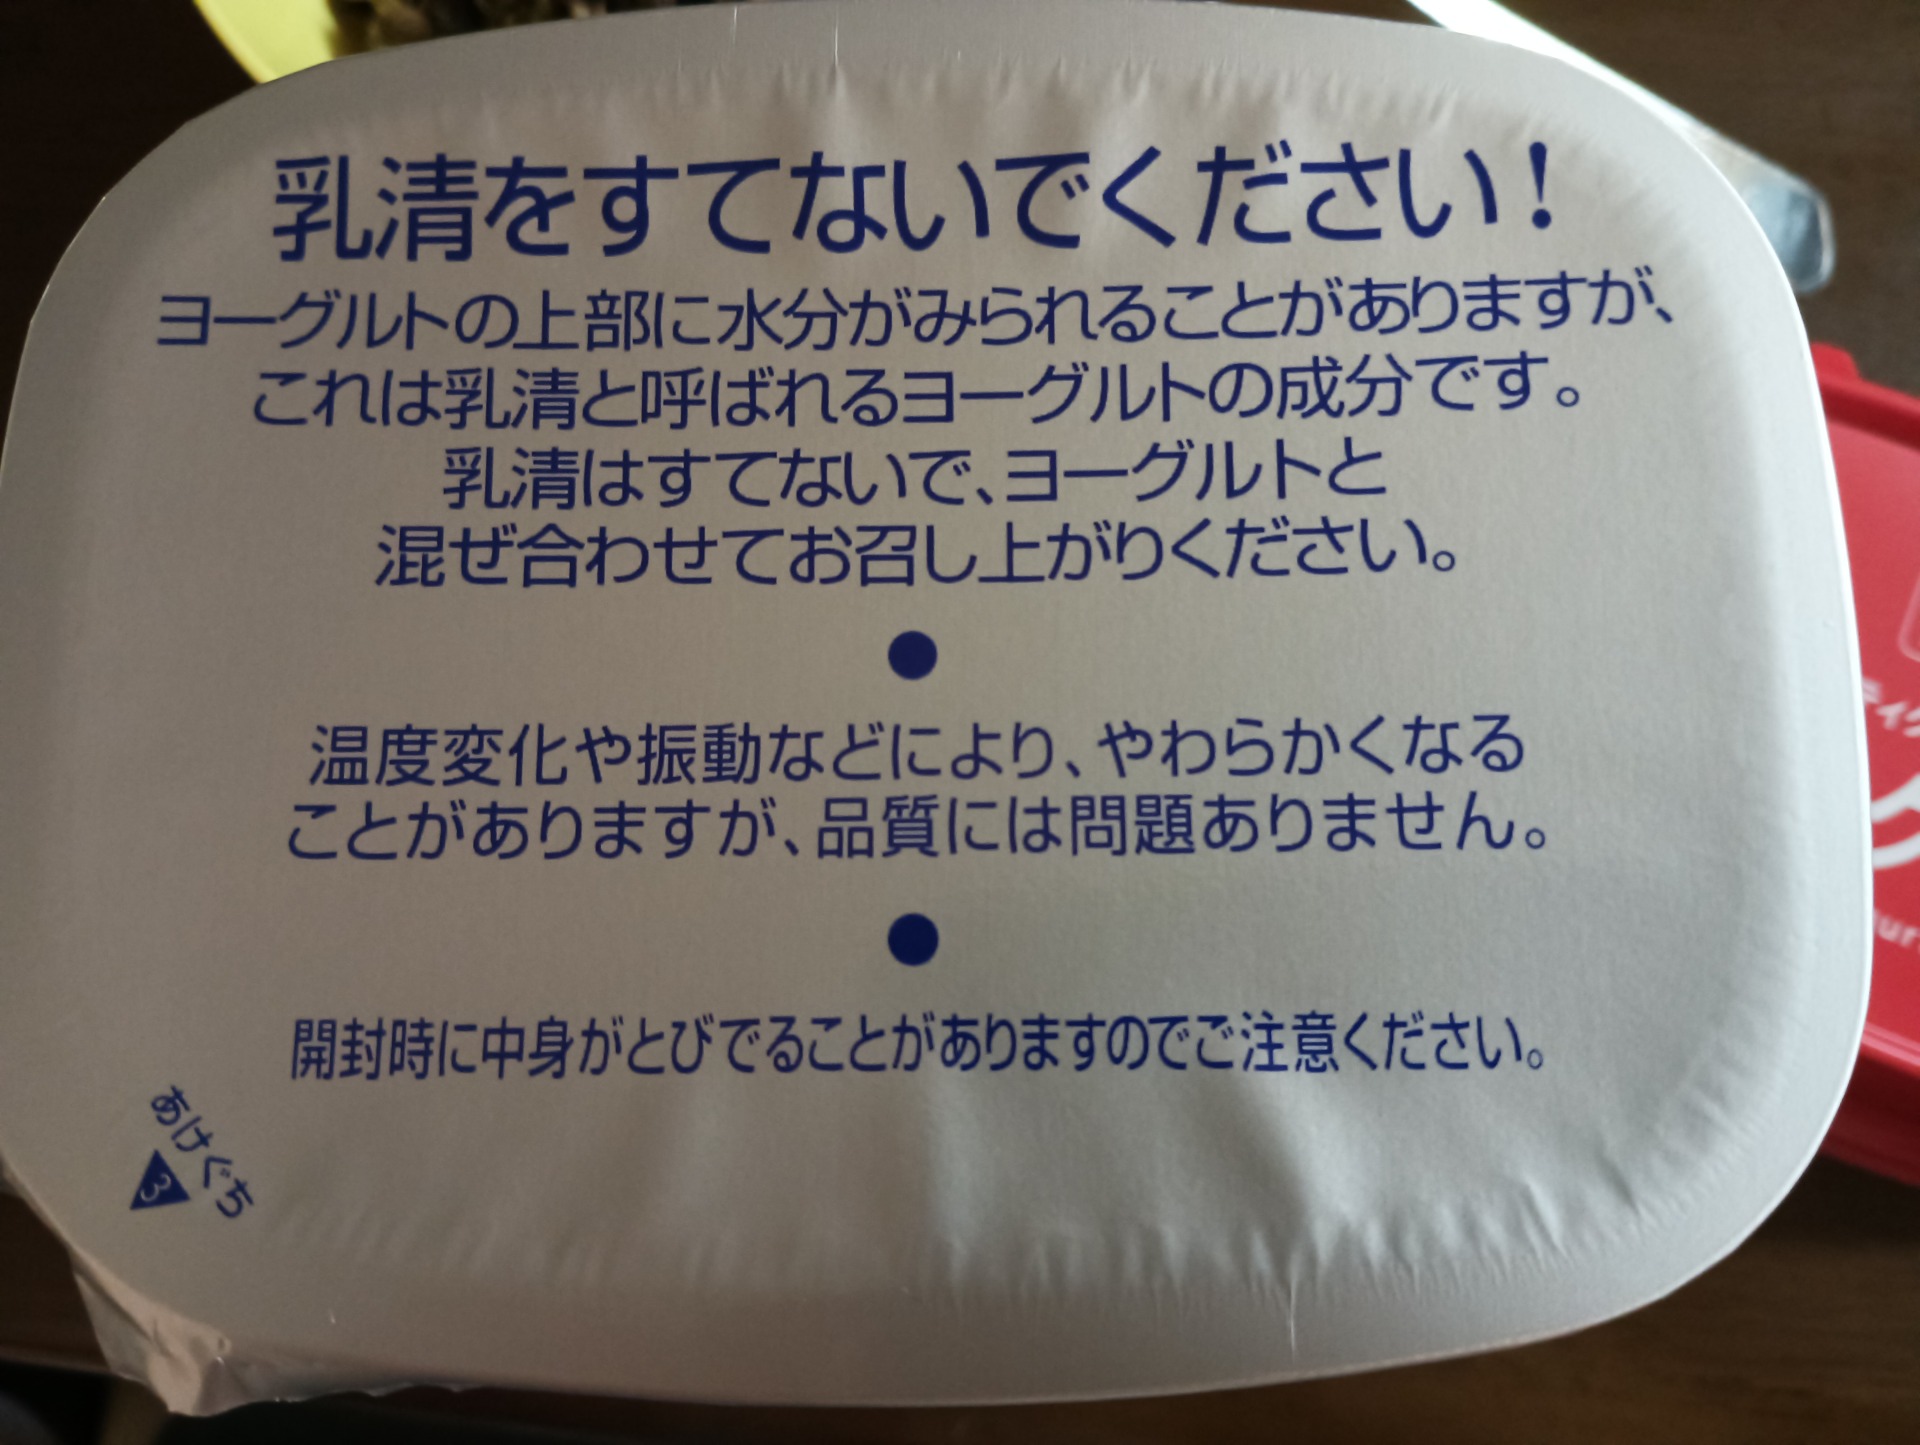 乳清をすてないでください!
ヨーグルトの上部に水分がみられることがありますが、
これは乳清と呼ばれるヨーグルトの成分です。
乳清はすてないで、ヨーグルトと
混ぜ合わせてお召し上がりください。
●
温度変化や振動などにより、やわらかくなる
ことがありますが、品質には問題ありません。
●
開封時に中身がとびでることがありますのでご注意ください。
あけぐち
3